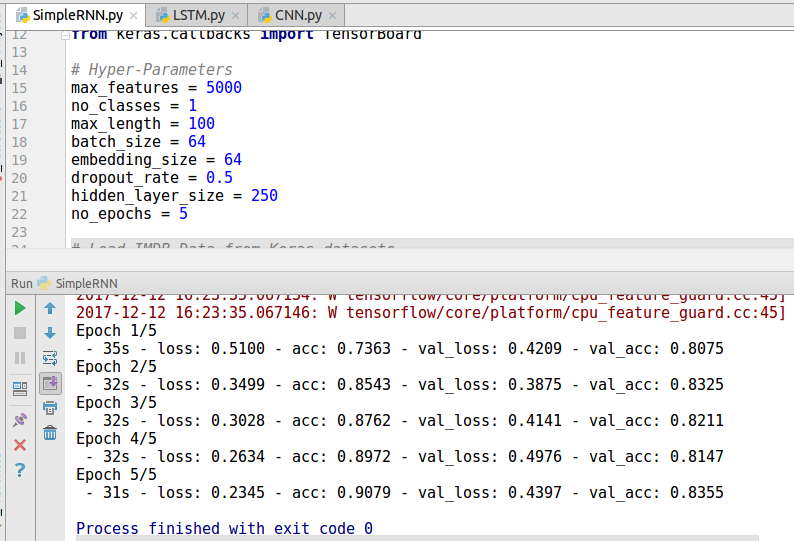 SimpleRNN.py × LSTM.py × CNN.py ×
12 from keras.callbacks import TensorBoard
13
14 # Hyper-Parameters
15 max_features = 5000
16 no_classes = 1
17 max_length = 100
18 batch_size = 64
19 embedding_size = 64
20 dropout_rate = 0.5
21 hidden_layer_size = 250
22 no_epochs = 5
23
24 # Load IMDB Data from Keras datasets
Run SimpleRNN
2017-12-12 16:23:35.067134: W tensorflow/core/platform/cpu_feature_guard.cc:45]
2017-12-12 16:23:35.067146: W tensorflow/core/platform/cpu_feature_guard.cc:45]
Epoch 1/5
- 35s - loss: 0.5100 - acc: 0.7363 - val_loss: 0.4209 - val_acc: 0.8075
Epoch 2/5
- 32s - loss: 0.3499 - acc: 0.8543 - val_loss: 0.3875 - val_acc: 0.8325
Epoch 3/5
- 32s - loss: 0.3028 - acc: 0.8762 - val_loss: 0.4141 - val_acc: 0.8211
Epoch 4/5
- 32s - loss: 0.2634 - acc: 0.8972 - val_loss: 0.4976 - val_acc: 0.8147
Epoch 5/5
- 31s - loss: 0.2345 - acc: 0.9079 - val_loss: 0.4397 - val_acc: 0.8355
Process finished with exit code 0